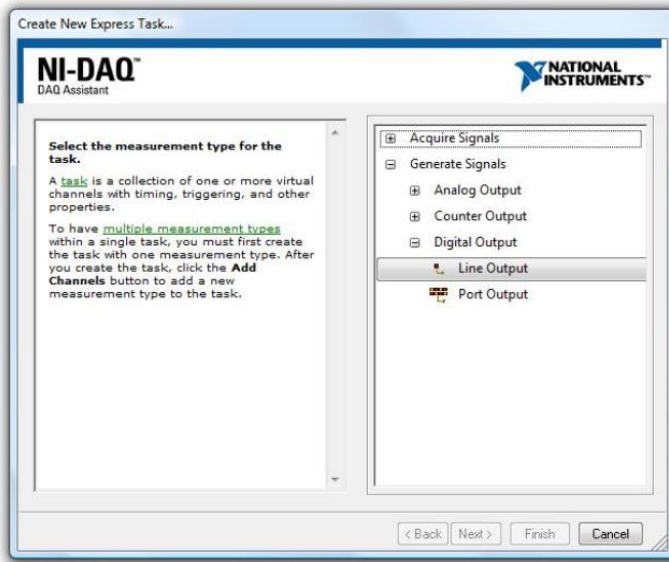 Create New Express Task...
NI-DAQ™
DAQ Assistant
NATIONAL
INSTRUMENTS™
Select the measurement type for the
task.
A task is a collection of one or more virtual
channels with timing, triggering, and other
properties.
To have multiple measurement types
within a single task, you must first create
the task with one measurement type. After
you create the task, click the Add
Channels button to add a new
measurement type to the task.
Acquire Signals
Generate Signals
Analog Output
Counter Output
Digital Output
Line Output
Port Output
< Back Next > Finish Cancel